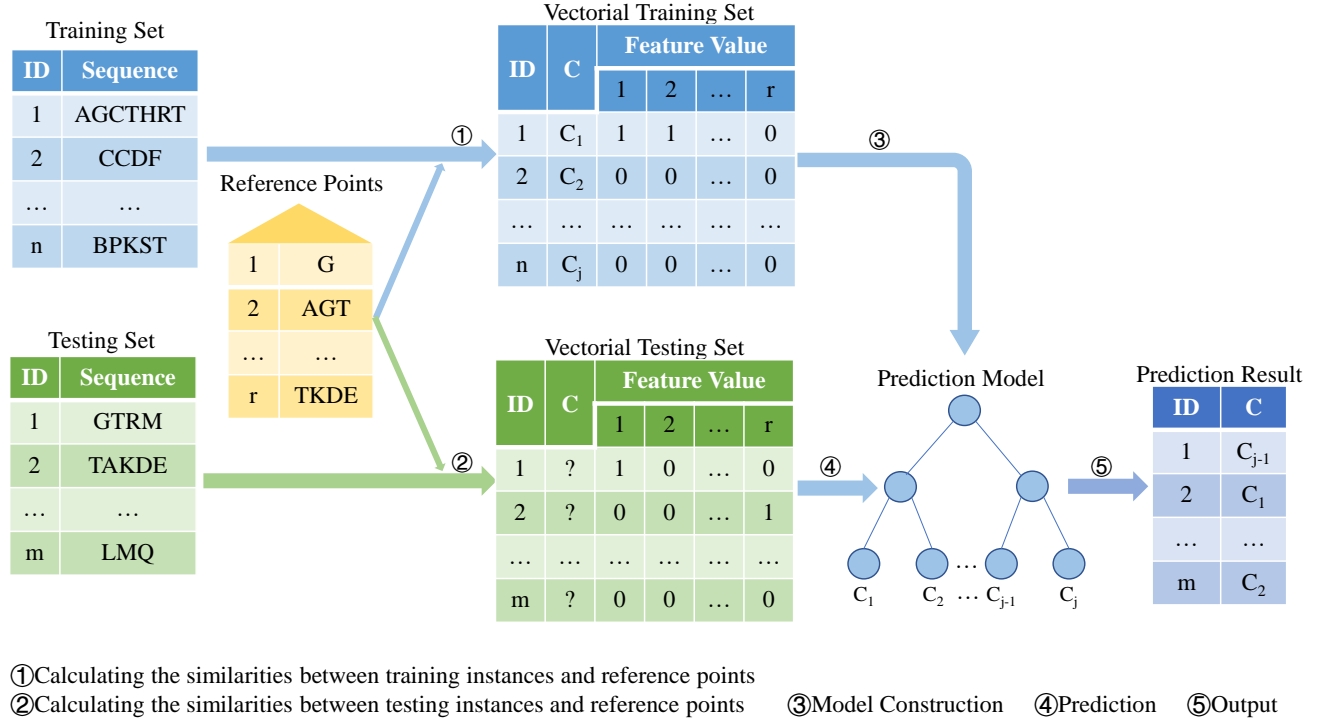 Training Set
ID Sequence
1 AGCTHRT
2 CCDF
… …
n BPKST
Reference Points
1 G
2 AGT
… …
r TKDE
Testing Set
ID Sequence
1 GTRM
2 TAKDE
… …
m LMQ
①
②
Vectorial Training Set
ID C Feature Value
1 2 … r
1 C₁ 1 1 … 0
2 C₂ 0 0 … 0
… … … … … …
n Cⱼ 0 0 … 0
Vectorial Testing Set
ID C Feature Value
1 2 … r
1 ? 1 0 … 0
2 ? 0 0 … 1
… … … … … …
m ? 0 0 … 0
③
④
Prediction Model
…
C₁ C₂ … Cj-1 Cj
⑤
Prediction Result
ID C
1 Cj-1
2 C₁
… …
m C₂
①Calculating the similarities between training instances and reference points
②Calculating the similarities between testing instances and reference points ③Model Construction ④Prediction ⑤Output